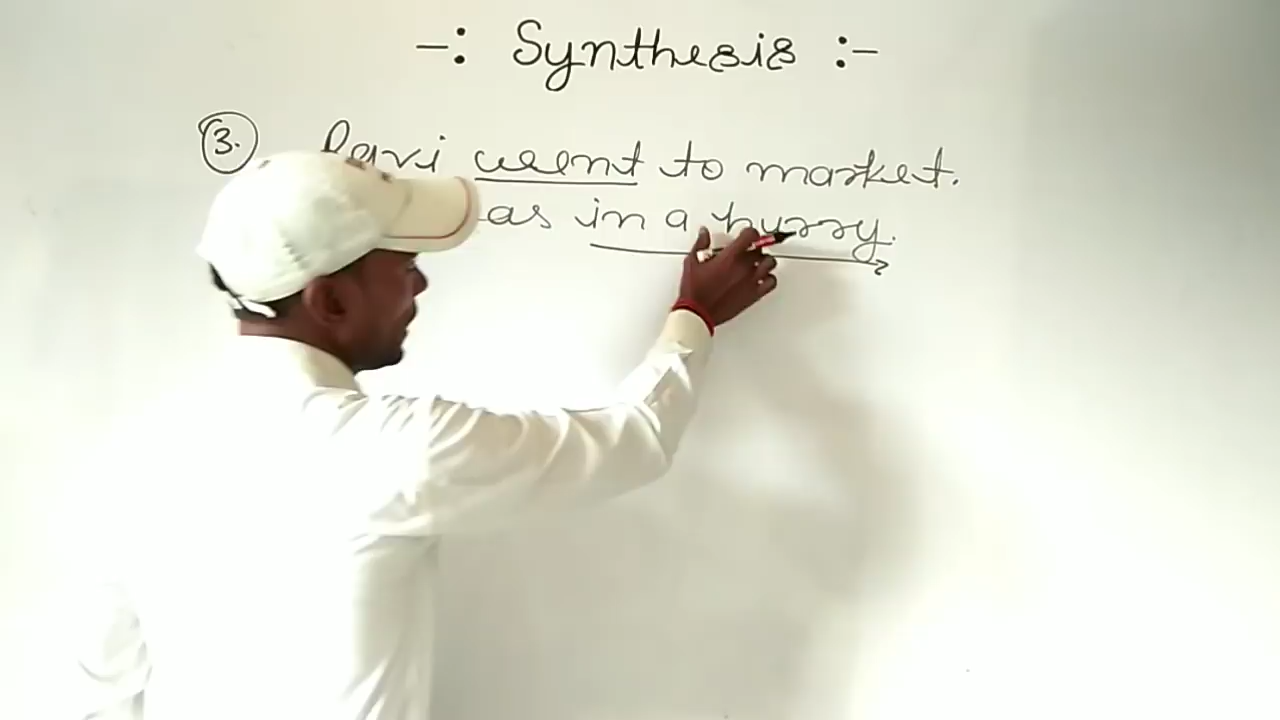 -: Synthesis :-
3. Ravi went to market.
as in a hurry.